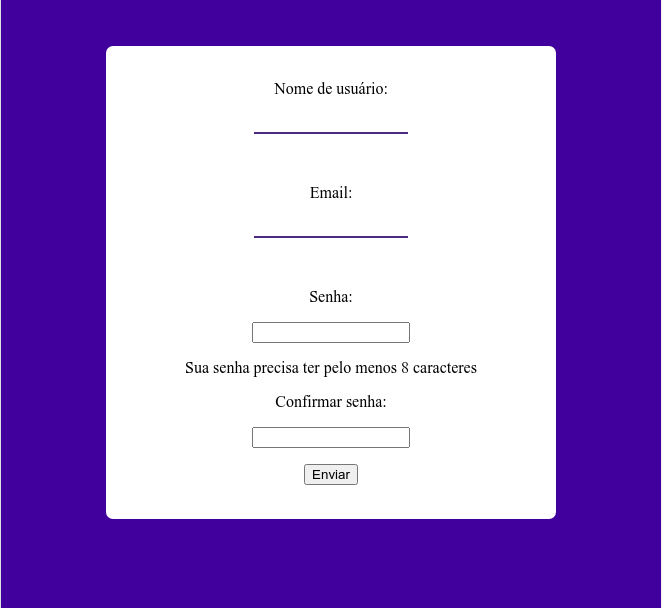 Nome de usuário:
Email:
Senha:
Sua senha precisa ter pelo menos 8 caracteres
Confirmar senha:
Enviar